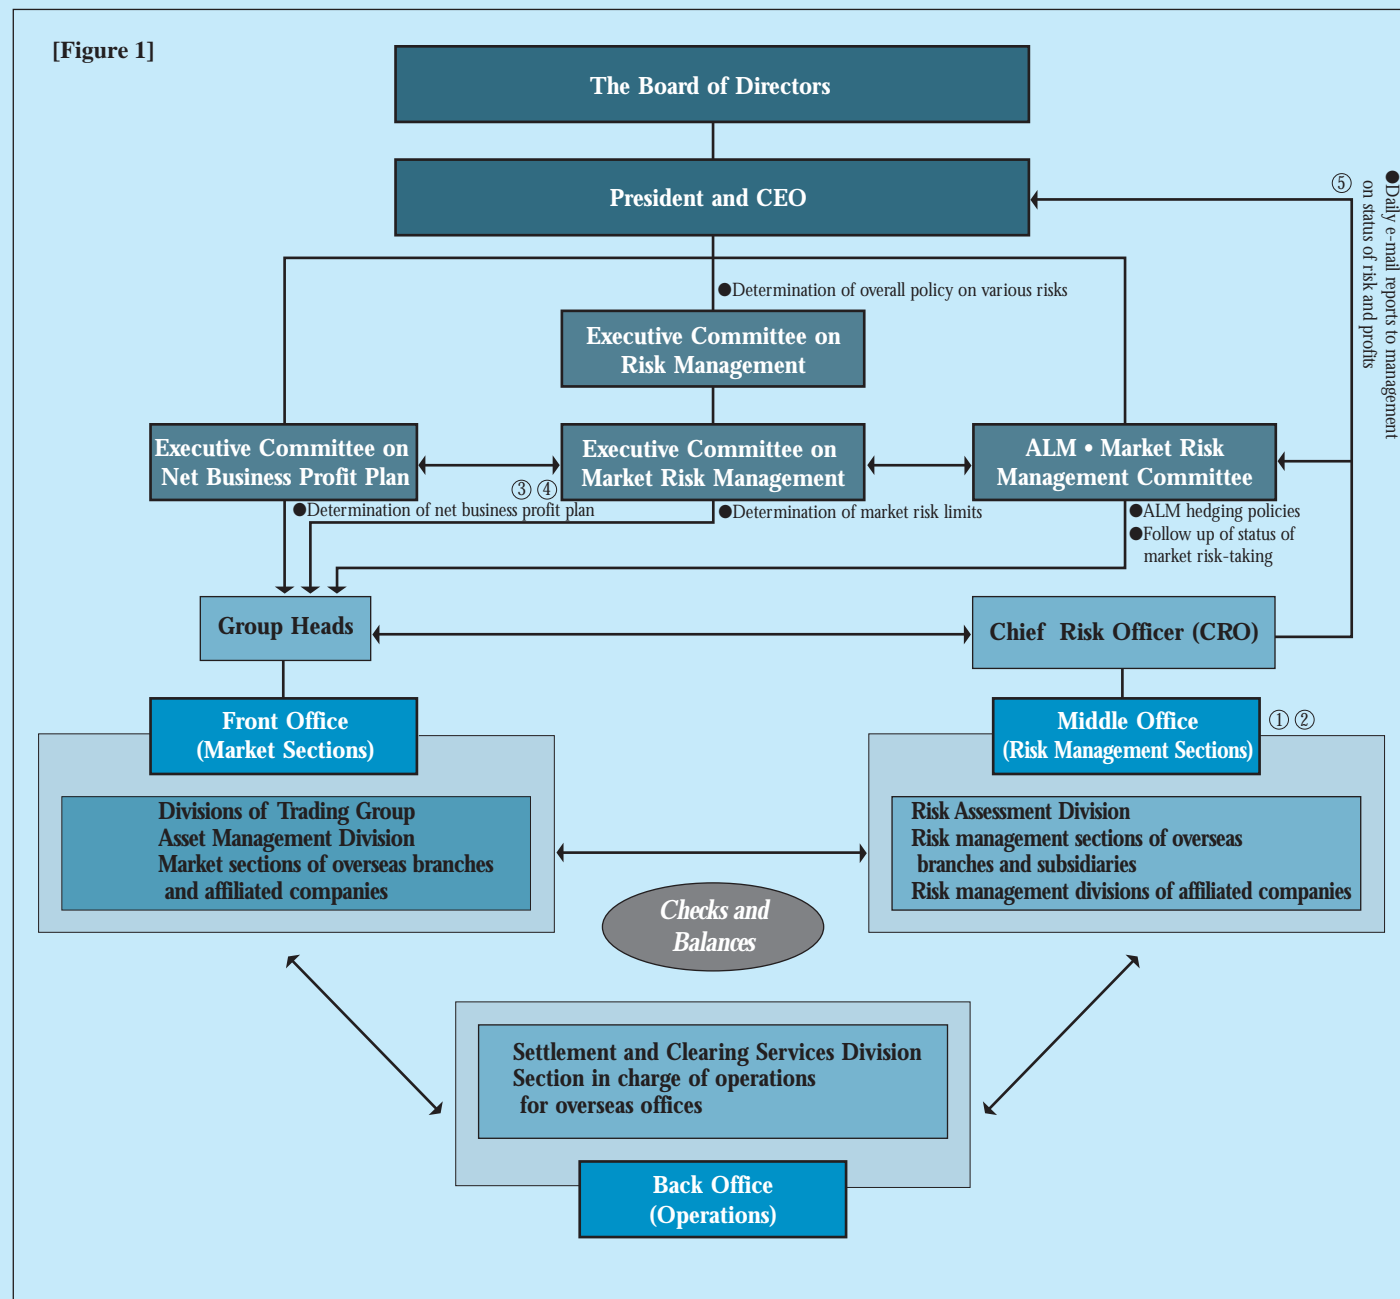 [Figure 1]
The Board of Directors
President and CEO
⑤
●Daily e-mail reports to management
on status of risk and profits
●Determination of overall policy on various risks
Executive Committee on
Risk Management
Executive Committee on
Net Business Profit Plan
Executive Committee on
Market Risk Management
ALM • Market Risk
Management Committee
③ ④
●Determination of net business profit plan
●Determination of market risk limits
●ALM hedging policies
●Follow up of status of
market risk-taking
Group Heads
Chief Risk Officer (CRO)
Front Office
(Market Sections)
Middle Office
(Risk Management Sections)
① ②
Divisions of Trading Group
Asset Management Division
Market sections of overseas branches
and affiliated companies
Risk Assessment Division
Risk management sections of overseas
branches and subsidiaries
Risk management divisions of affiliated companies
Checks and
Balances
Settlement and Clearing Services Division
Section in charge of operations
for overseas offices
Back Office
(Operations)